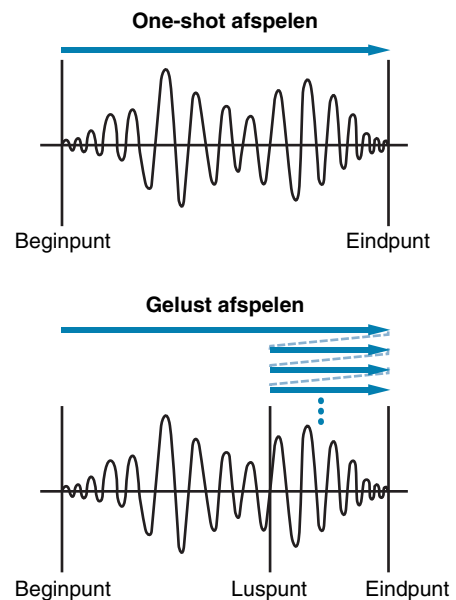 One-shot afspelen
Beginpunt Eindpunt
Gelust afspelen
Beginpunt Luspunt Eindpunt